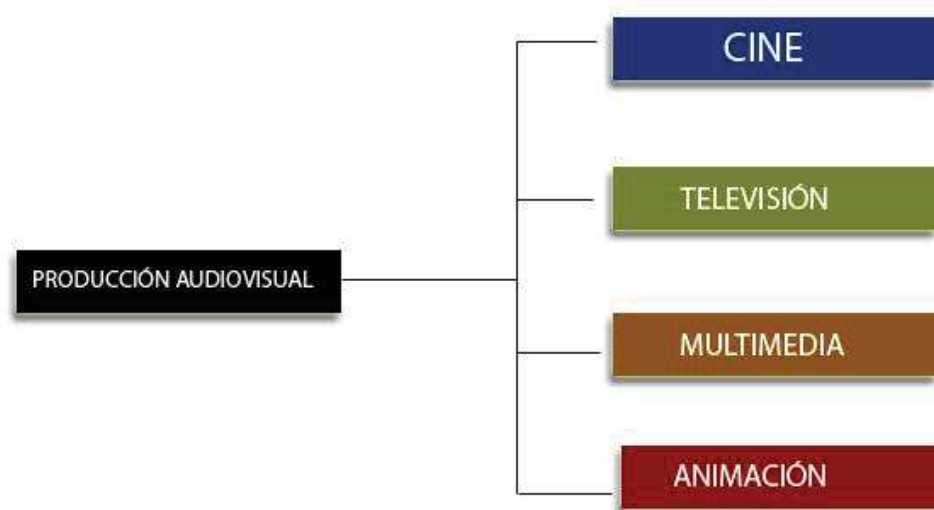 CINE
TELEVISIÓN
PRODUCCIÓN AUDIOVISUAL
MULTIMEDIA
ANIMACIÓN